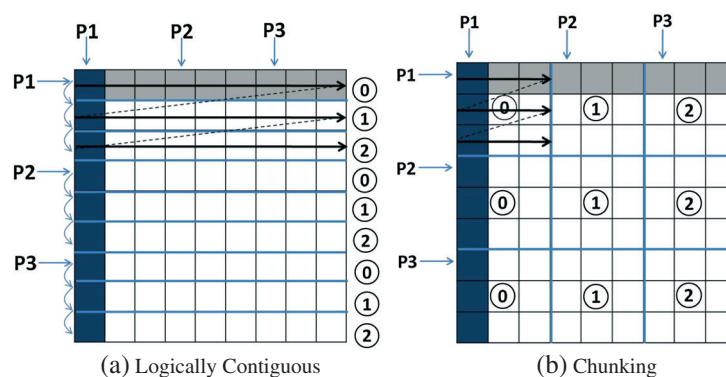 P1 P2 P3
P1
0
1
2
P2
0
1
2
P3
0
1
2
(a) Logically Contiguous
P1 P2 P3
P1
0 1 2
P2
0 1 2
P3
0 1 2
(b) Chunking